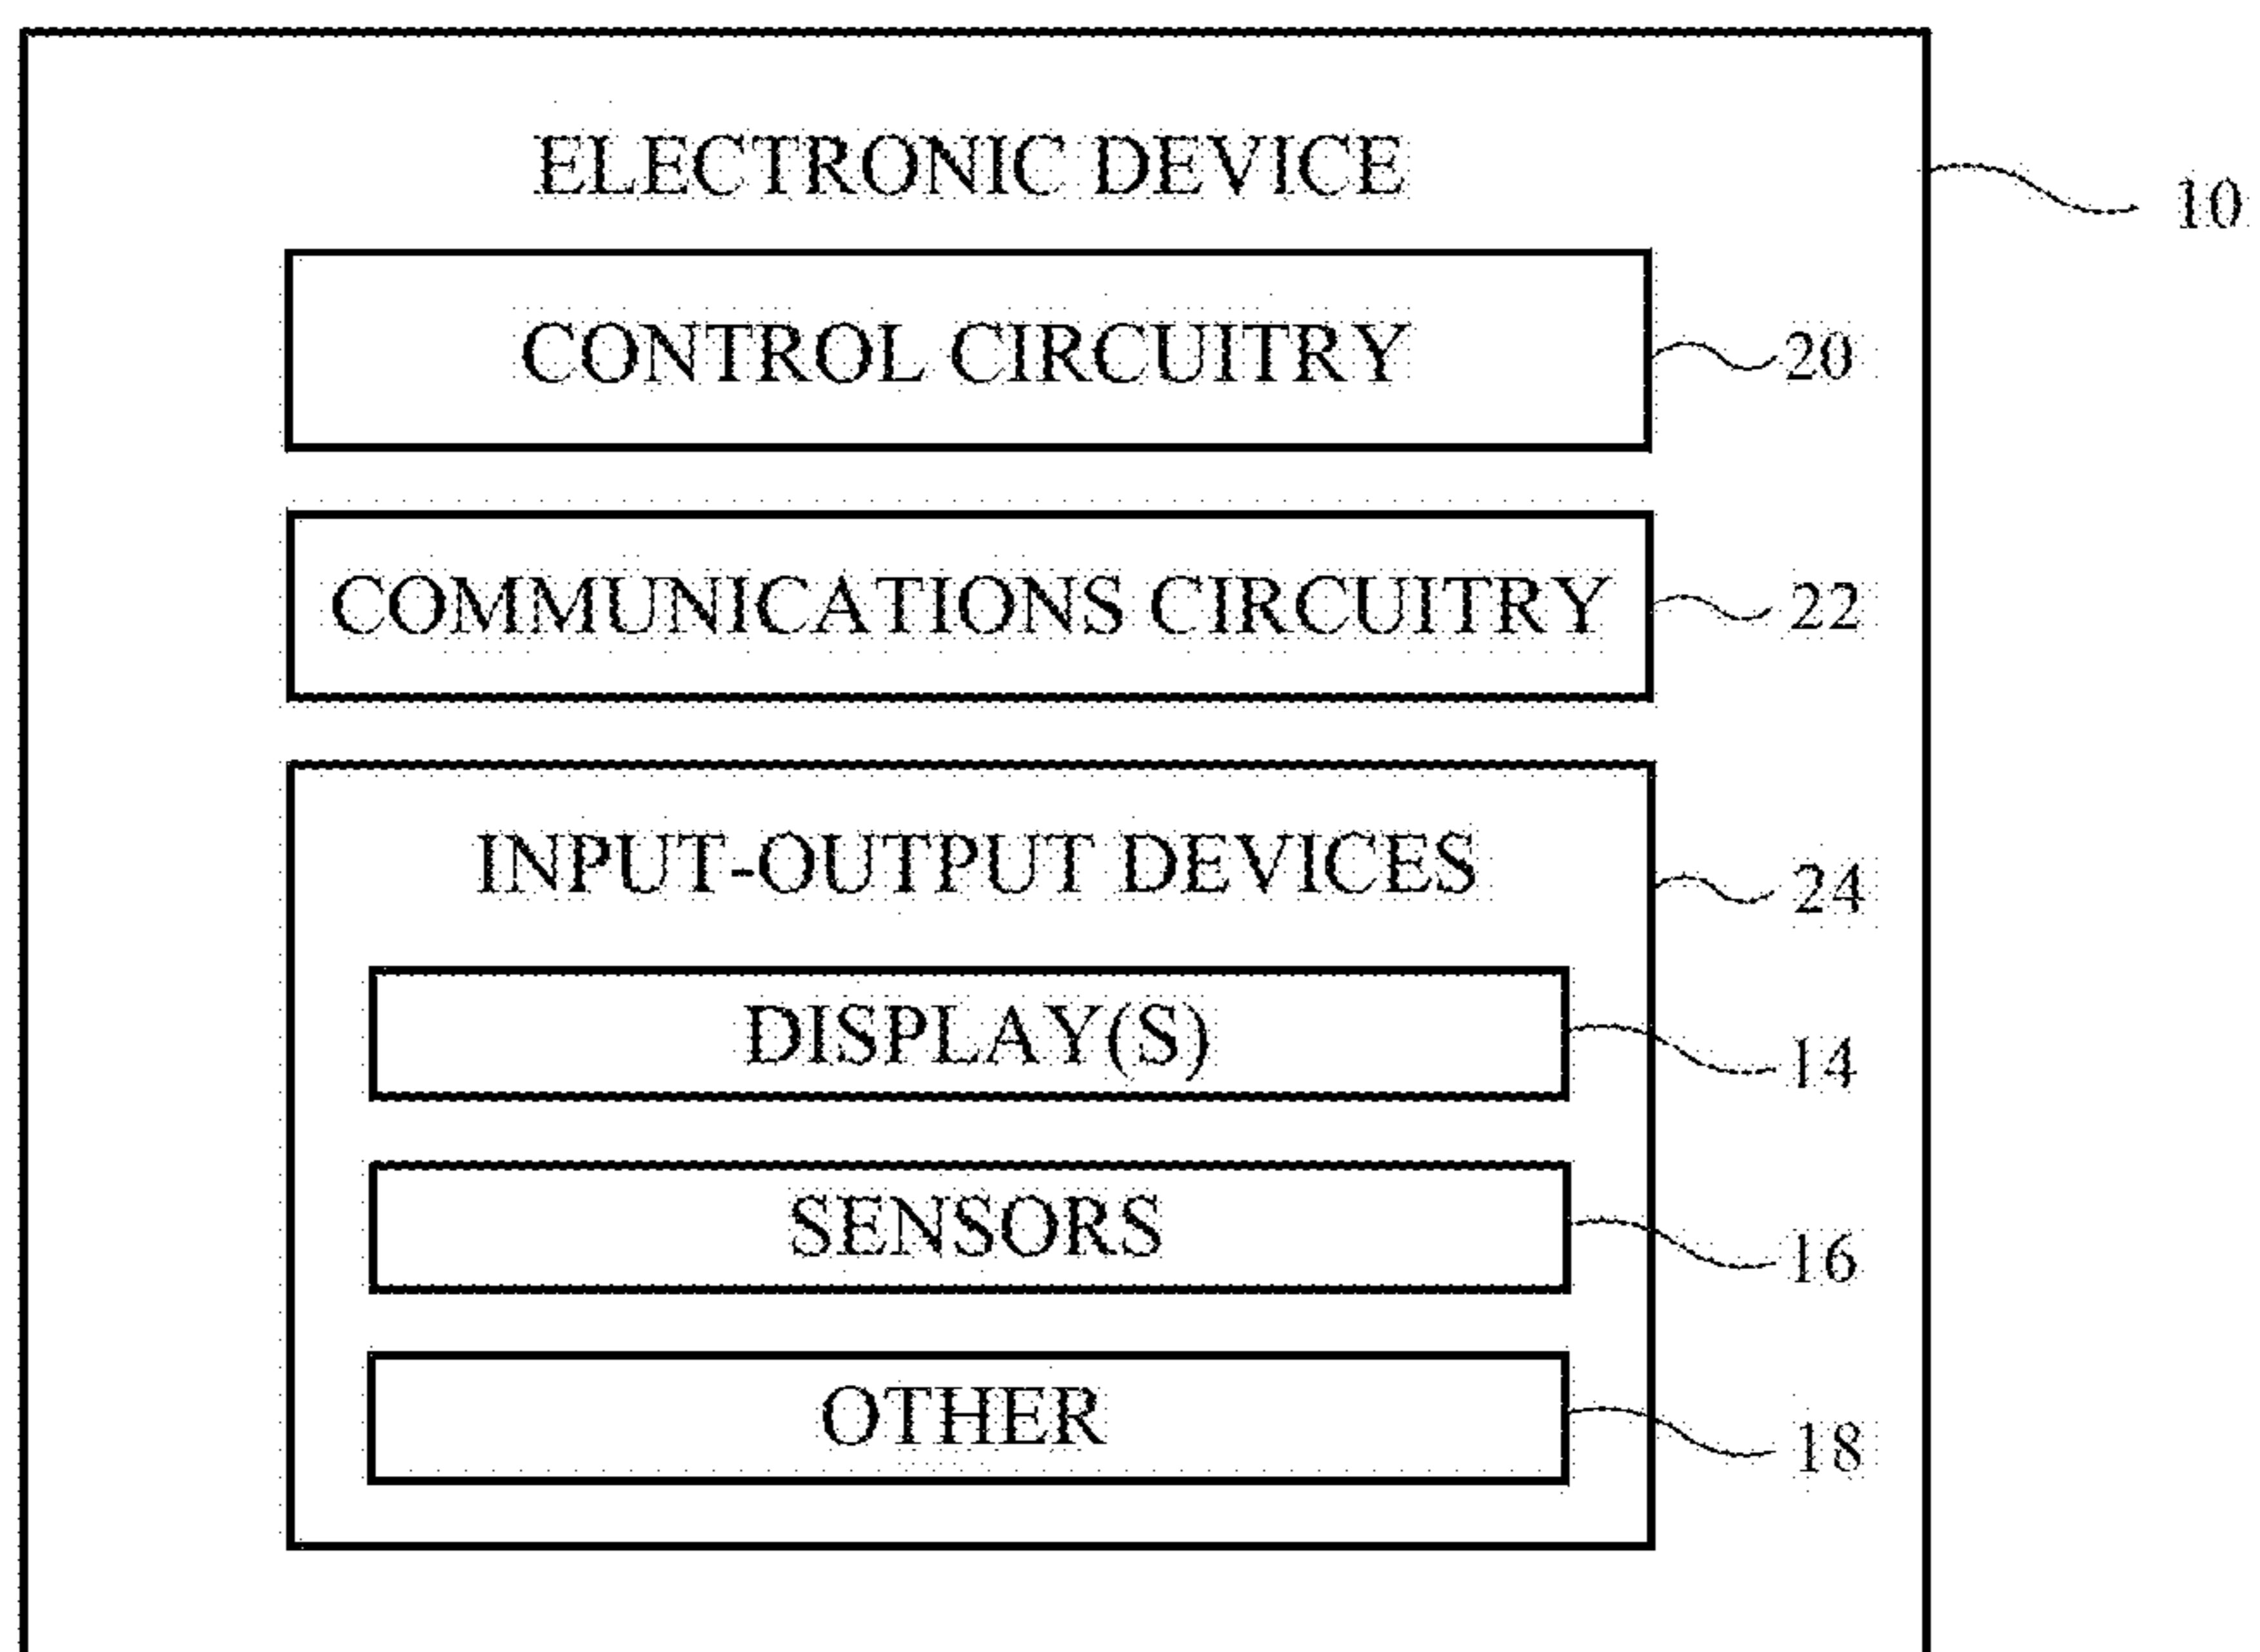 ELECTRONIC DEVICE
10
CONTROL CIRCUITRY
20
COMMUNICATIONS CIRCUITRY
22
INPUT-OUTPUT DEVICES
24
DISPLAY(S)
14
SENSORS
16
OTHER
18